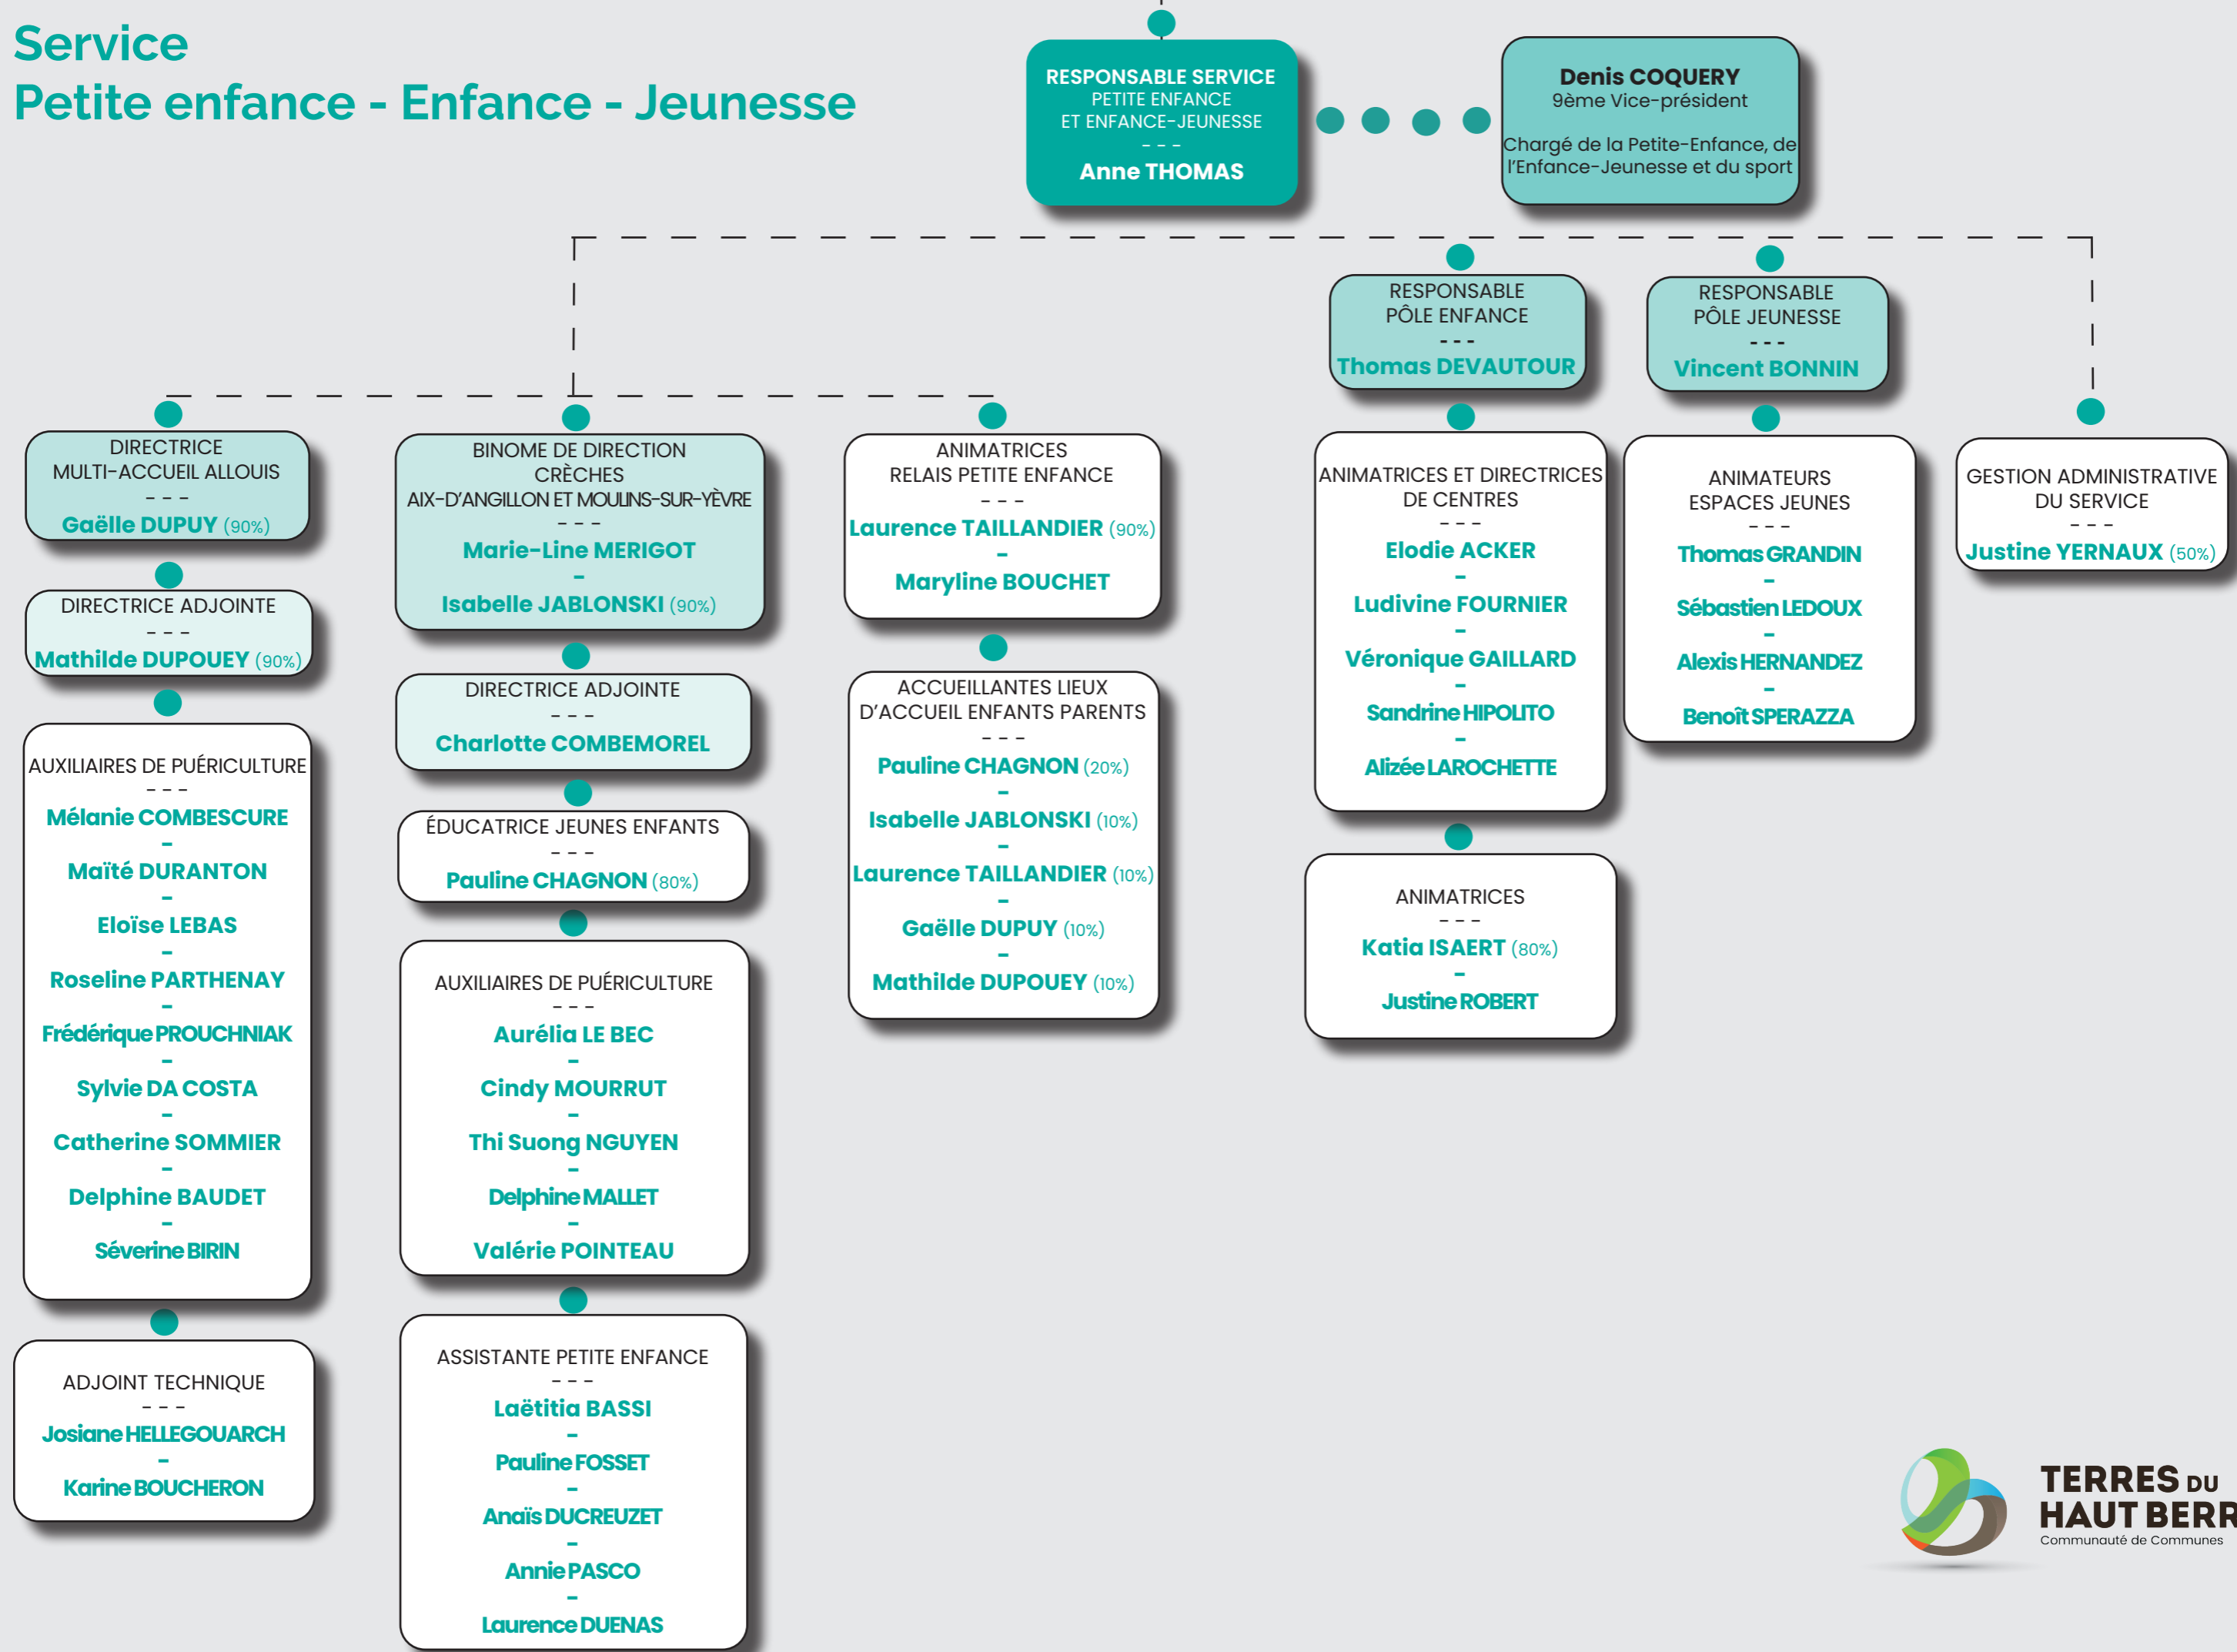 Service
Petite enfance - Enfance - Jeunesse
RESPONSABLE SERVICE
PETITE ENFANCE
ET ENFANCE-JEUNESSE
- - -
Anne THOMAS
Denis COQUERY
9ème Vice-président
Chargé de la Petite-Enfance, de
l'Enfance-Jeunesse et du sport
RESPONSABLE
PÔLE ENFANCE
- - -
Thomas DEVAUTOUR
RESPONSABLE
PÔLE JEUNESSE
- - -
Vincent BONNIN
DIRECTRICE
MULTI-ACCUEIL ALLOUIS
- - -
Gaëlle DUPUY (90%)
DIRECTRICE ADJOINTE
- - -
Mathilde DUPOUEY (90%)
AUXILIAIRES DE PUÉRICULTURE
- - -
Mélanie COMBESCURE
-
Maïté DURANTON
-
Eloïse LEBAS
-
Roseline PARTHENAY
-
Frédérique PROUCHNIAK
-
Sylvie DA COSTA
-
Catherine SOMMIER
-
Delphine BAUDET
-
Séverine BIRIN
ADJOINT TECHNIQUE
- - -
Josiane HELLEGOUARCH
-
Karine BOUCHERON
BINOME DE DIRECTION
CRÈCHES
AIX-D'ANGILLON ET MOULINS-SUR-YÈVRE
- - -
Marie-Line MERIGOT
-
Isabelle JABLONSKI (90%)
DIRECTRICE ADJOINTE
- - -
Charlotte COMBEMOREL
ÉDUCATRICE JEUNES ENFANTS
- - -
Pauline CHAGNON (80%)
AUXILIAIRES DE PUÉRICULTURE
- - -
Aurélia LE BEC
-
Cindy MOURRUT
-
Thi Suong NGUYEN
-
Delphine MALLET
-
Valérie POINTEAU
ASSISTANTE PETITE ENFANCE
- - -
Laëtitia BASSI
-
Pauline FOSSET
-
Anaïs DUCREUZET
-
Annie PASCO
-
Laurence DUENAS
ANIMATRICES
RELAIS PETITE ENFANCE
- - -
Laurence TAILLANDIER (90%)
-
Maryline BOUCHET
ACCUEILLANTES LIEUX
D'ACCUEIL ENFANTS PARENTS
- - -
Pauline CHAGNON (20%)
-
Isabelle JABLONSKI (10%)
-
Laurence TAILLANDIER (10%)
-
Gaëlle DUPUY (10%)
-
Mathilde DUPOUEY (10%)
ANIMATRICES ET DIRECTRICES
DE CENTRES
- - -
Elodie ACKER
-
Ludivine FOURNIER
-
Véronique GAILLARD
-
Sandrine HIPOLITO
-
Alizée LAROCHETTE
ANIMATRICES
- - -
Katia ISAERT (80%)
-
Justine ROBERT
ANIMATEURS
ESPACES JEUNES
- - -
Thomas GRANDIN
-
Sébastien LEDOUX
-
Alexis HERNANDEZ
-
Benoît SPERAZZA
GESTION ADMINISTRATIVE
DU SERVICE
- - -
Justine YERNAUX (50%)
TERRES DU
HAUT BERR
Communauté de Communes